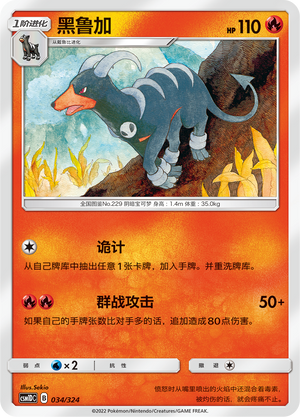 1阶进化
黑鲁加
HP 110
从戴鲁比进化
全国图鉴No.229 阴暗宝可梦 身高：1.4m 体重：35.0kg
诡计
从自己牌库中抽出任意1张卡牌，加入手牌。并重洗牌库。
群战攻击 50+
如果自己的手牌张数比对手多的话，追加造成80点伤害。
弱点 ×2 抗性 撤退
Illus.Sekio
CSM1DC B 034/324
愤怒时从嘴里喷出的火焰中还混合着毒素。
被灼伤后，就会疼痛不止。
©2022 Pokémon/Nintendo/Creatures/GAME FREAK.